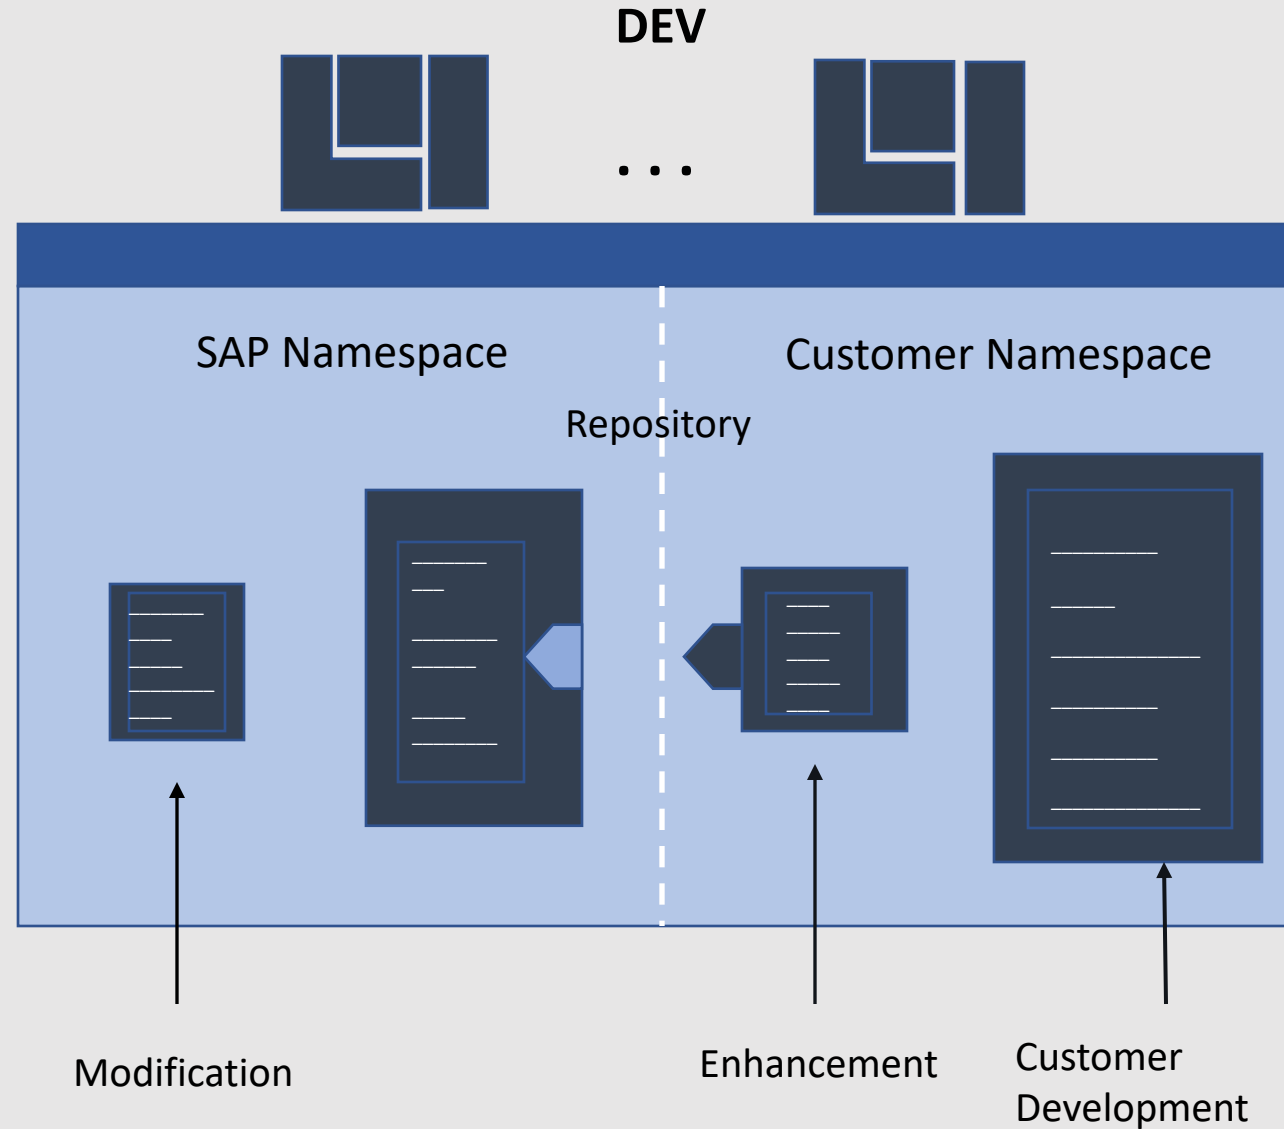 DEV
. . .
SAP Namespace
Customer Namespace
Repository
Modification
Enhancement
Customer
Development